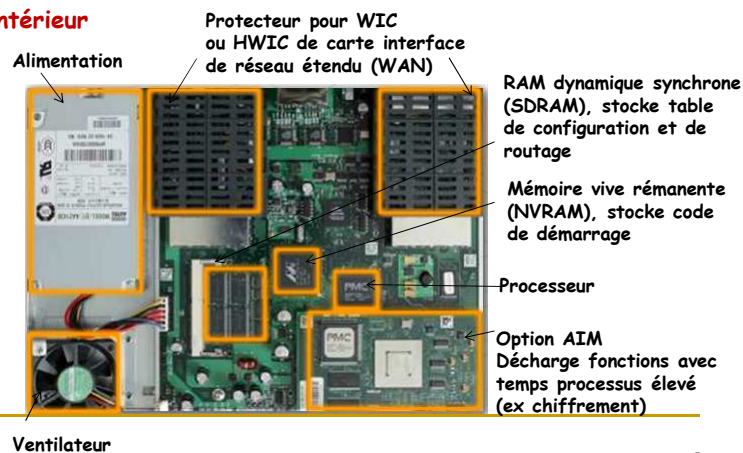 ntérieur
Protecteur pour WIC
ou HWIC de carte interface
de réseau étendu (WAN)
Alimentation
RAM dynamique synchrone
(SDRAM), stocke table
de configuration et de
routage
Mémoire vive rémanente
(NVRAM), stocke code
de démarrage
Processeur
Option AIM
Décharge fonctions avec
temps processus élevé
(ex chiffrement)
Ventilateur
PMC
PMC